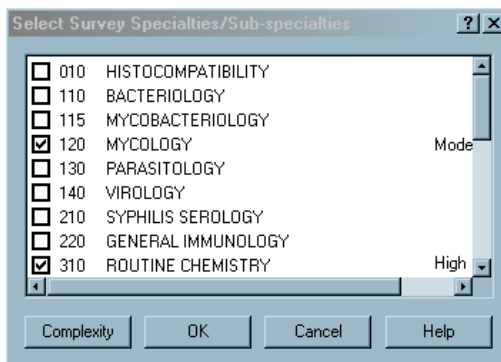 Select Survey Specialties/Sub-specialties
010 HISTOCOMPATIBILITY
110 BACTERIOLOGY
115 MYCOBACTERIOLOGY
120 MYCOLOGY Mode
130 PARASITOLOGY
140 VIROLOGY
210 SYPHILIS SEROLOGY
220 GENERAL IMMUNOLOGY
310 ROUTINE CHEMISTRY High
Complexity OK Cancel Help